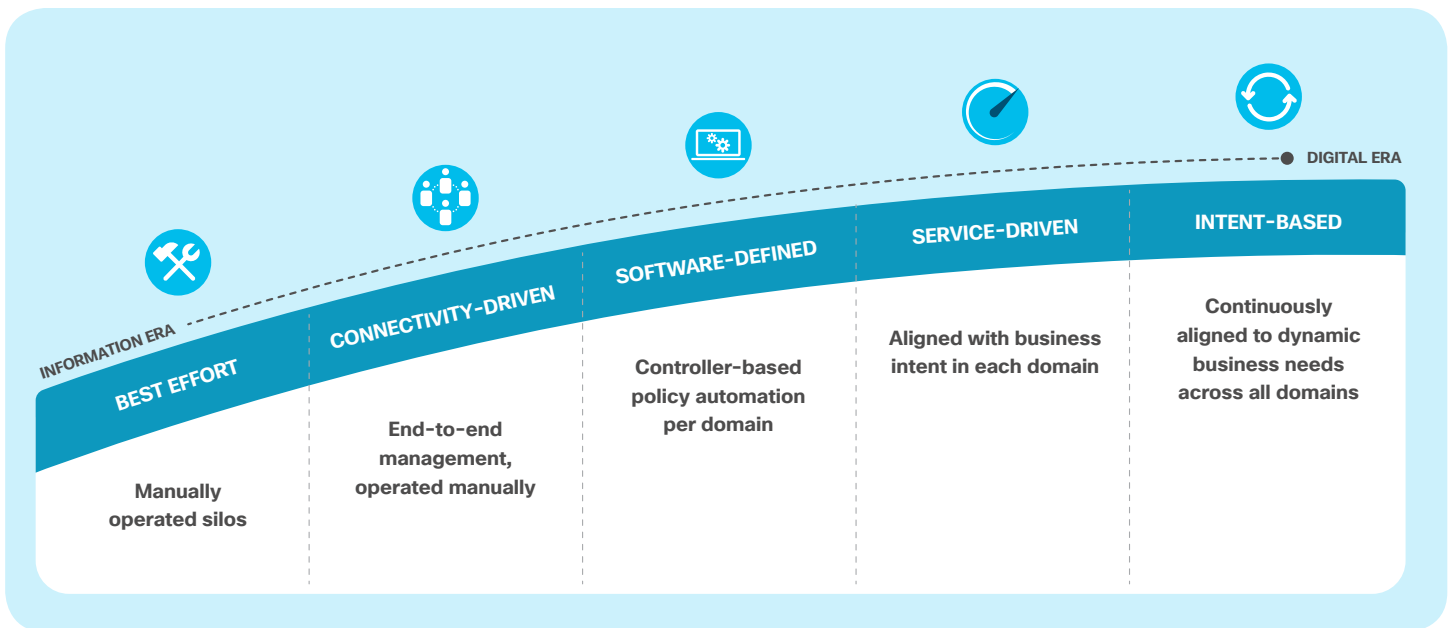 INFORMATION ERA
DIGITAL ERA
BEST EFFORT
Manually
operated silos
CONNECTIVITY-DRIVEN
End-to-end
management,
operated manually
SOFTWARE-DEFINED
Controller-based
policy automation
per domain
SERVICE-DRIVEN
Aligned with business
intent in each domain
INTENT-BASED
Continuously
aligned to dynamic
business needs
across all domains